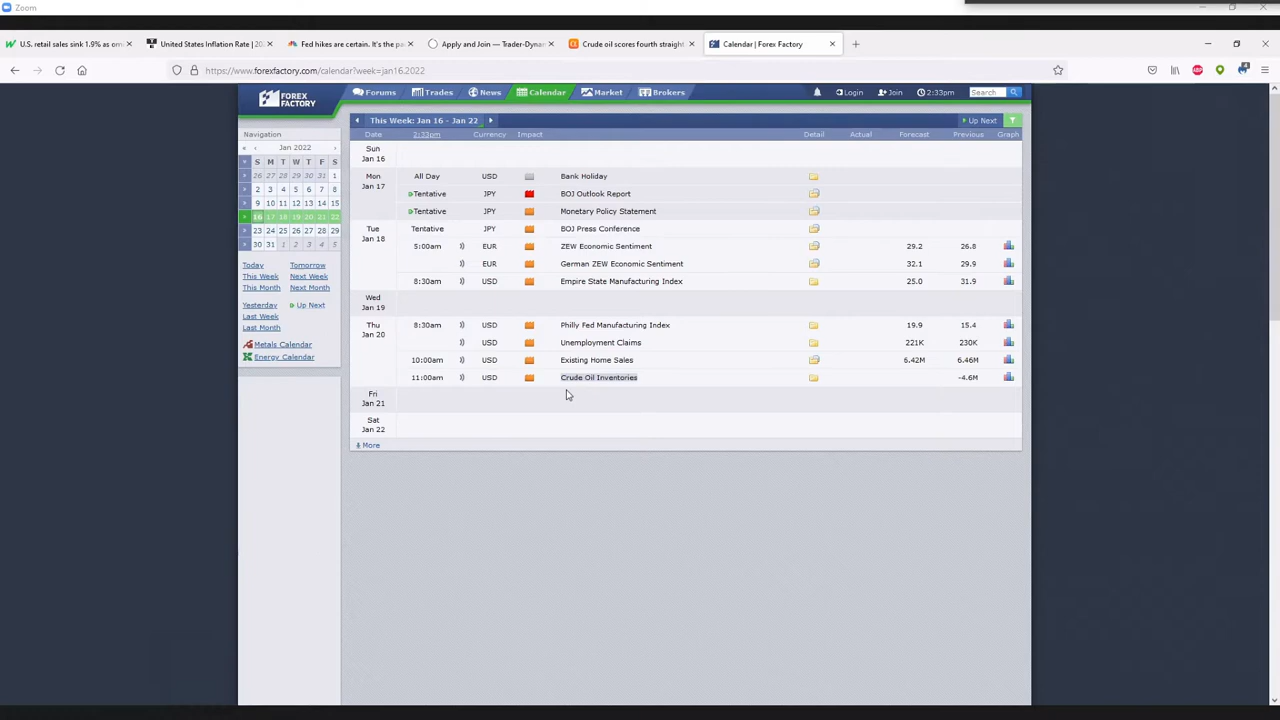 Zoom
U.S. retail sales sink 1.9% as om
United States Inflation Rate | 202
Fed hikes are certain. It's the pa
Apply and Join — Trader-Dynan
Crude oil scores fourth straight
Calendar | Forex Factory
https://www.forexfactory.com/calendar?week=jan16.2022
ABP
FOREX FACTORY
Forums Trades News Calendar Market Brokers Login Join 2:33pm Search
Navigation
« ‹ Jan 2022 ›
S M T W T F S
26 27 28 29 30 31 1
2 3 4 5 6 7 8
9 10 11 12 13 14 15
16 17 18 19 20 21 22
23 24 25 26 27 28 29
30 31 1 2 3 4 5
Today Tomorrow
This Week Next Week
This Month Next Month
Yesterday Up Next
Last Week
Last Month
Metals Calendar
Energy Calendar
This Week: Jan 16 - Jan 22 Up Next
Date 2:33pm Currency Impact Detail Actual Forecast Previous Graph
Sun
Jan 16
Mon
Jan 17
All Day USD Bank Holiday
Tentative JPY BOJ Outlook Report
Tentative JPY Monetary Policy Statement
Tue
Jan 18
Tentative JPY BOJ Press Conference
5:00am EUR ZEW Economic Sentiment 29.2 26.8
EUR German ZEW Economic Sentiment 32.1 29.9
8:30am USD Empire State Manufacturing Index 25.0 31.9
Wed
Jan 19
Thu
Jan 20
8:30am USD Philly Fed Manufacturing Index 19.9 15.4
USD Unemployment Claims 221K 230K
10:00am USD Existing Home Sales 6.42M 6.46M
11:00am USD Crude Oil Inventories -4.6M
Fri
Jan 21
Sat
Jan 22
More